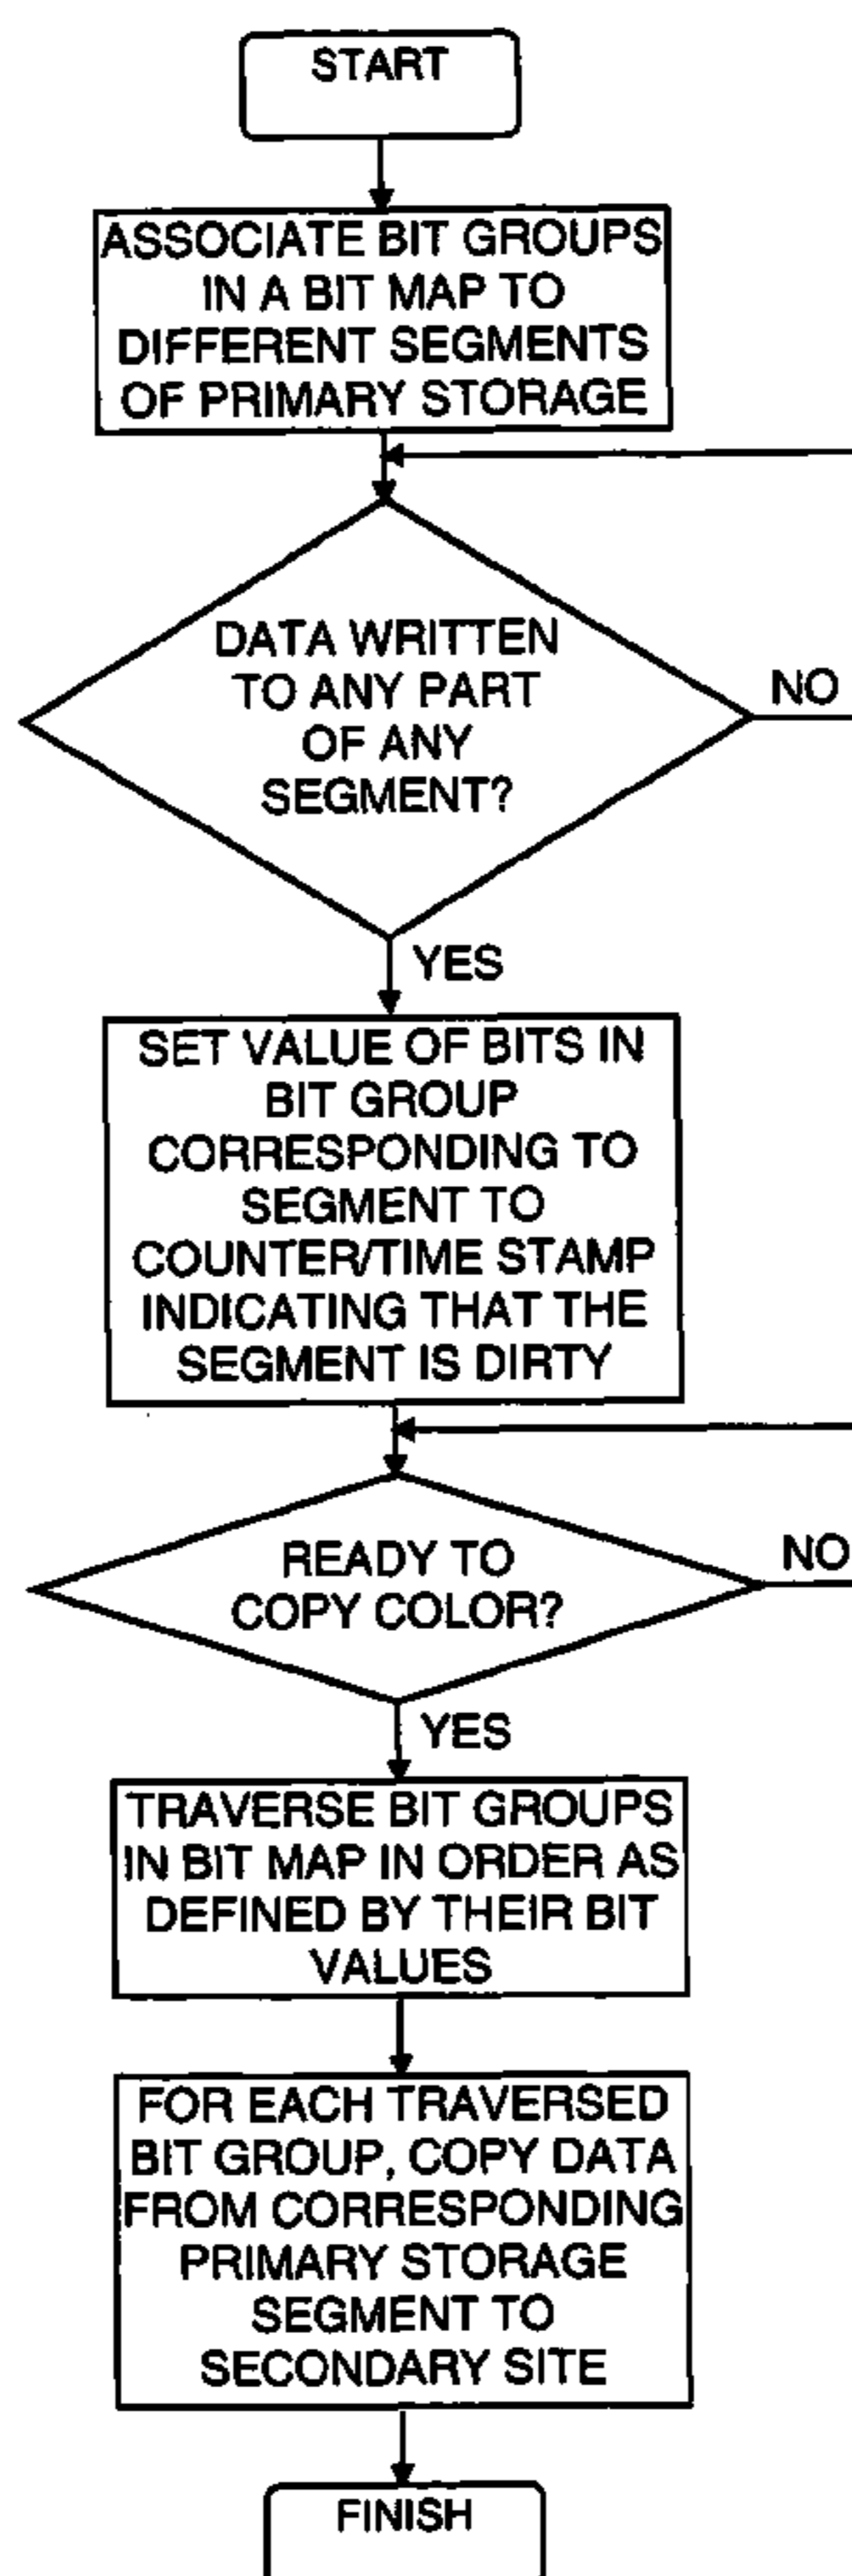 START
ASSOCIATE BIT GROUPS
IN A BIT MAP TO
DIFFERENT SEGMENTS
OF PRIMARY STORAGE
DATA WRITTEN
TO ANY PART
OF ANY
SEGMENT?
NO
YES
SET VALUE OF BITS IN
BIT GROUP
CORRESPONDING TO
SEGMENT TO
COUNTER/TIME STAMP
INDICATING THAT THE
SEGMENT IS DIRTY
READY TO
COPY COLOR?
NO
YES
TRAVERSE BIT GROUPS
IN BIT MAP IN ORDER AS
DEFINED BY THEIR BIT
VALUES
FOR EACH TRAVERSED
BIT GROUP, COPY DATA
FROM CORRESPONDING
PRIMARY STORAGE
SEGMENT TO
SECONDARY SITE
FINISH